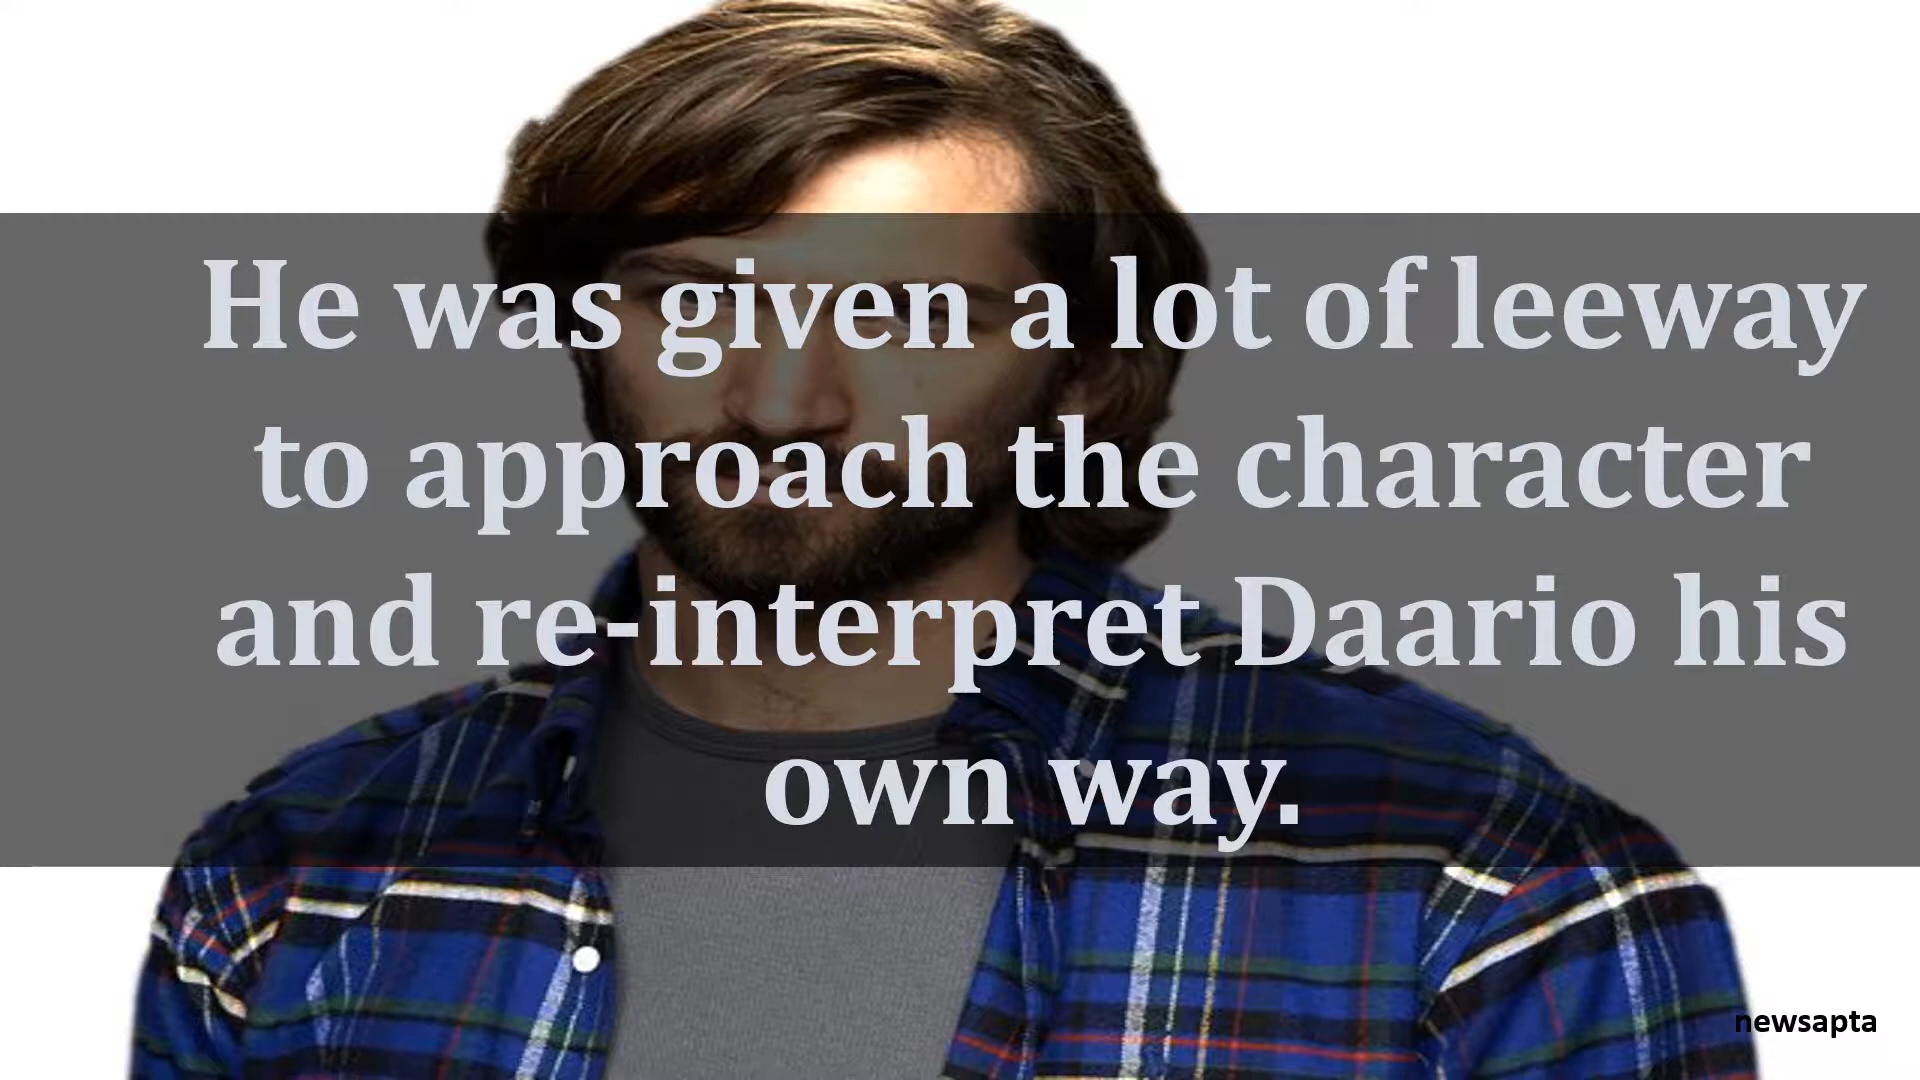 He was given a lot of leeway
to approach the character
and re-interpret Daario his
own way.
newsapta